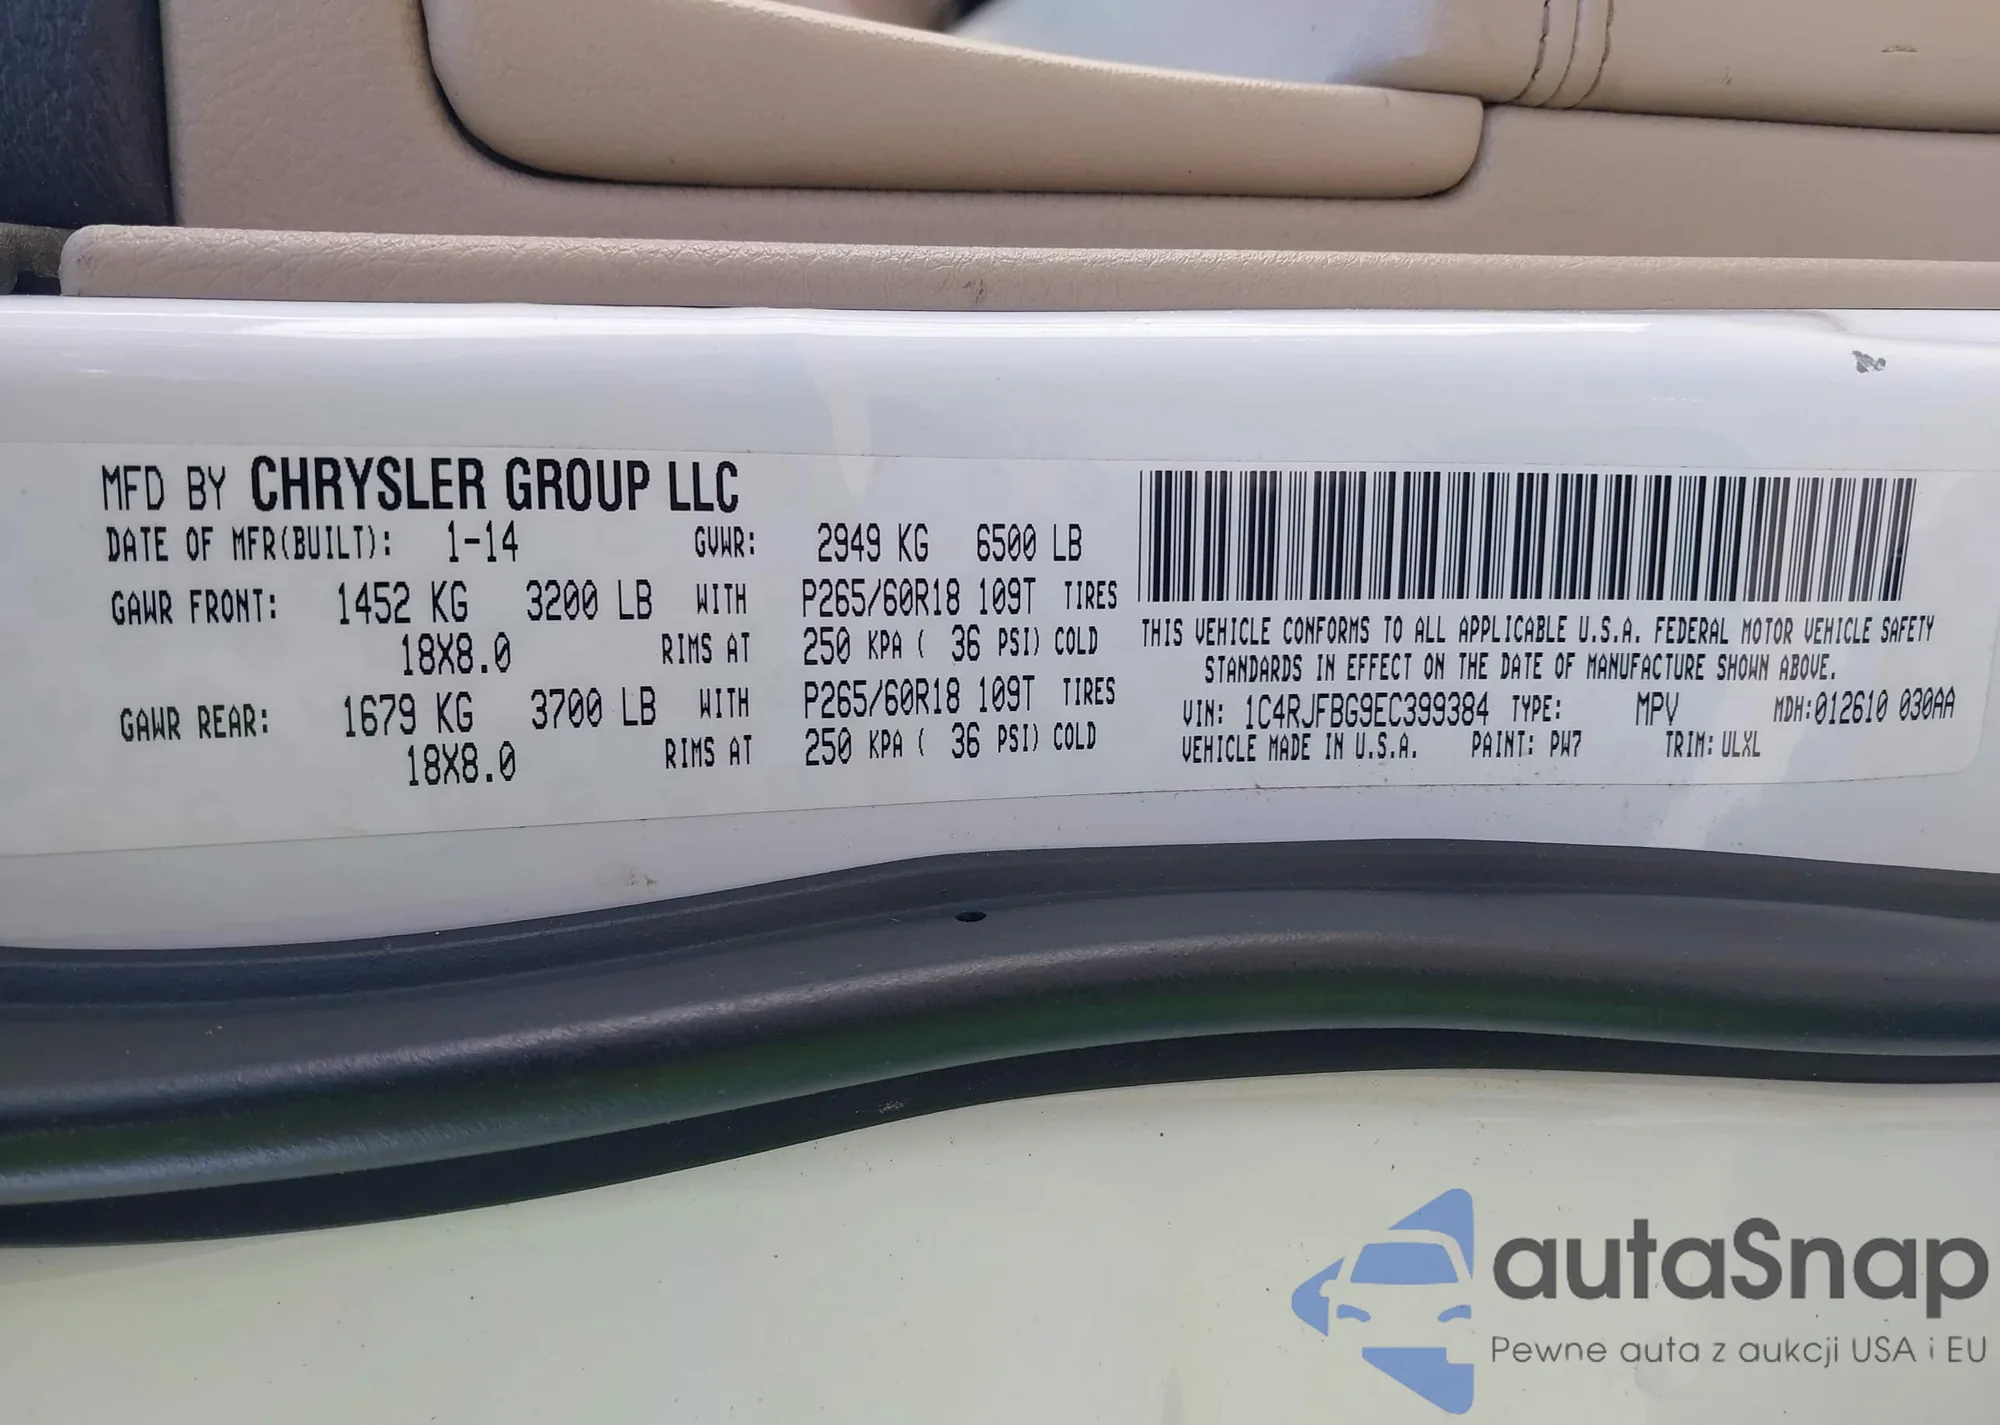 MFD BY CHRYSLER GROUP LLC
DATE OF MFR(BUILT): 1-14 GVWR: 2949 KG 6500 LB
GAWR FRONT: 1452 KG 3200 LB WITH P265/60R18 109T TIRES
18X8.0 RIMS AT 250 KPA ( 36 PSI) COLD
GAWR REAR: 1679 KG 3700 LB WITH P265/60R18 109T TIRES
18X8.0 RIMS AT 250 KPA ( 36 PSI) COLD
THIS VEHICLE CONFORMS TO ALL APPLICABLE U.S.A. FEDERAL MOTOR VEHICLE SAFETY
STANDARDS IN EFFECT ON THE DATE OF MANUFACTURE SHOWN ABOVE.
VIN: 1C4RJFBG9EC399384 TYPE: MPV MDH:012610 030AA
VEHICLE MADE IN U.S.A. PAINT: PW7 TRIM: ULXL
autaSnap
Pewne auta z aukcji USA i EU